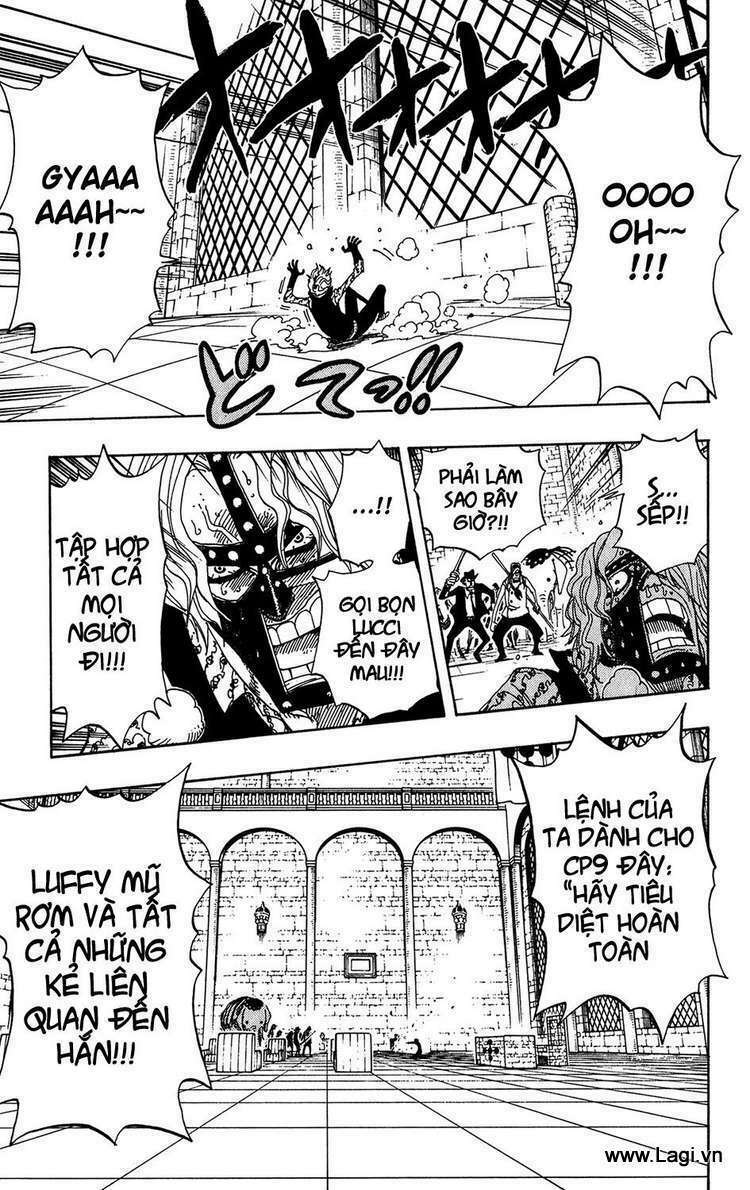 OOOO
OH~~
!!!
GYAAA
AAAH~~
!!!
どてっ!!
S...
SẾP!!
PHẢI LÀM
SAO BÂY
GIỜ?!!
...!!
GỌI BỌN
LUCCI
ĐẾN ĐÂY
MAU!!!
TẬP HỢP
TẤT CẢ
MỌI
NGƯỜI
ĐI!!!
LỆNH CỦA
TA DÀNH CHO
CP9 ĐÂY:
"HÃY TIÊU
DIỆT HOÀN
TOÀN
LUFFY MŨ
RƠM VÀ TẤT
CẢ NHỮNG
KẺ LIÊN
QUAN ĐẾN
HẮN!!!
www.Lagi.vn